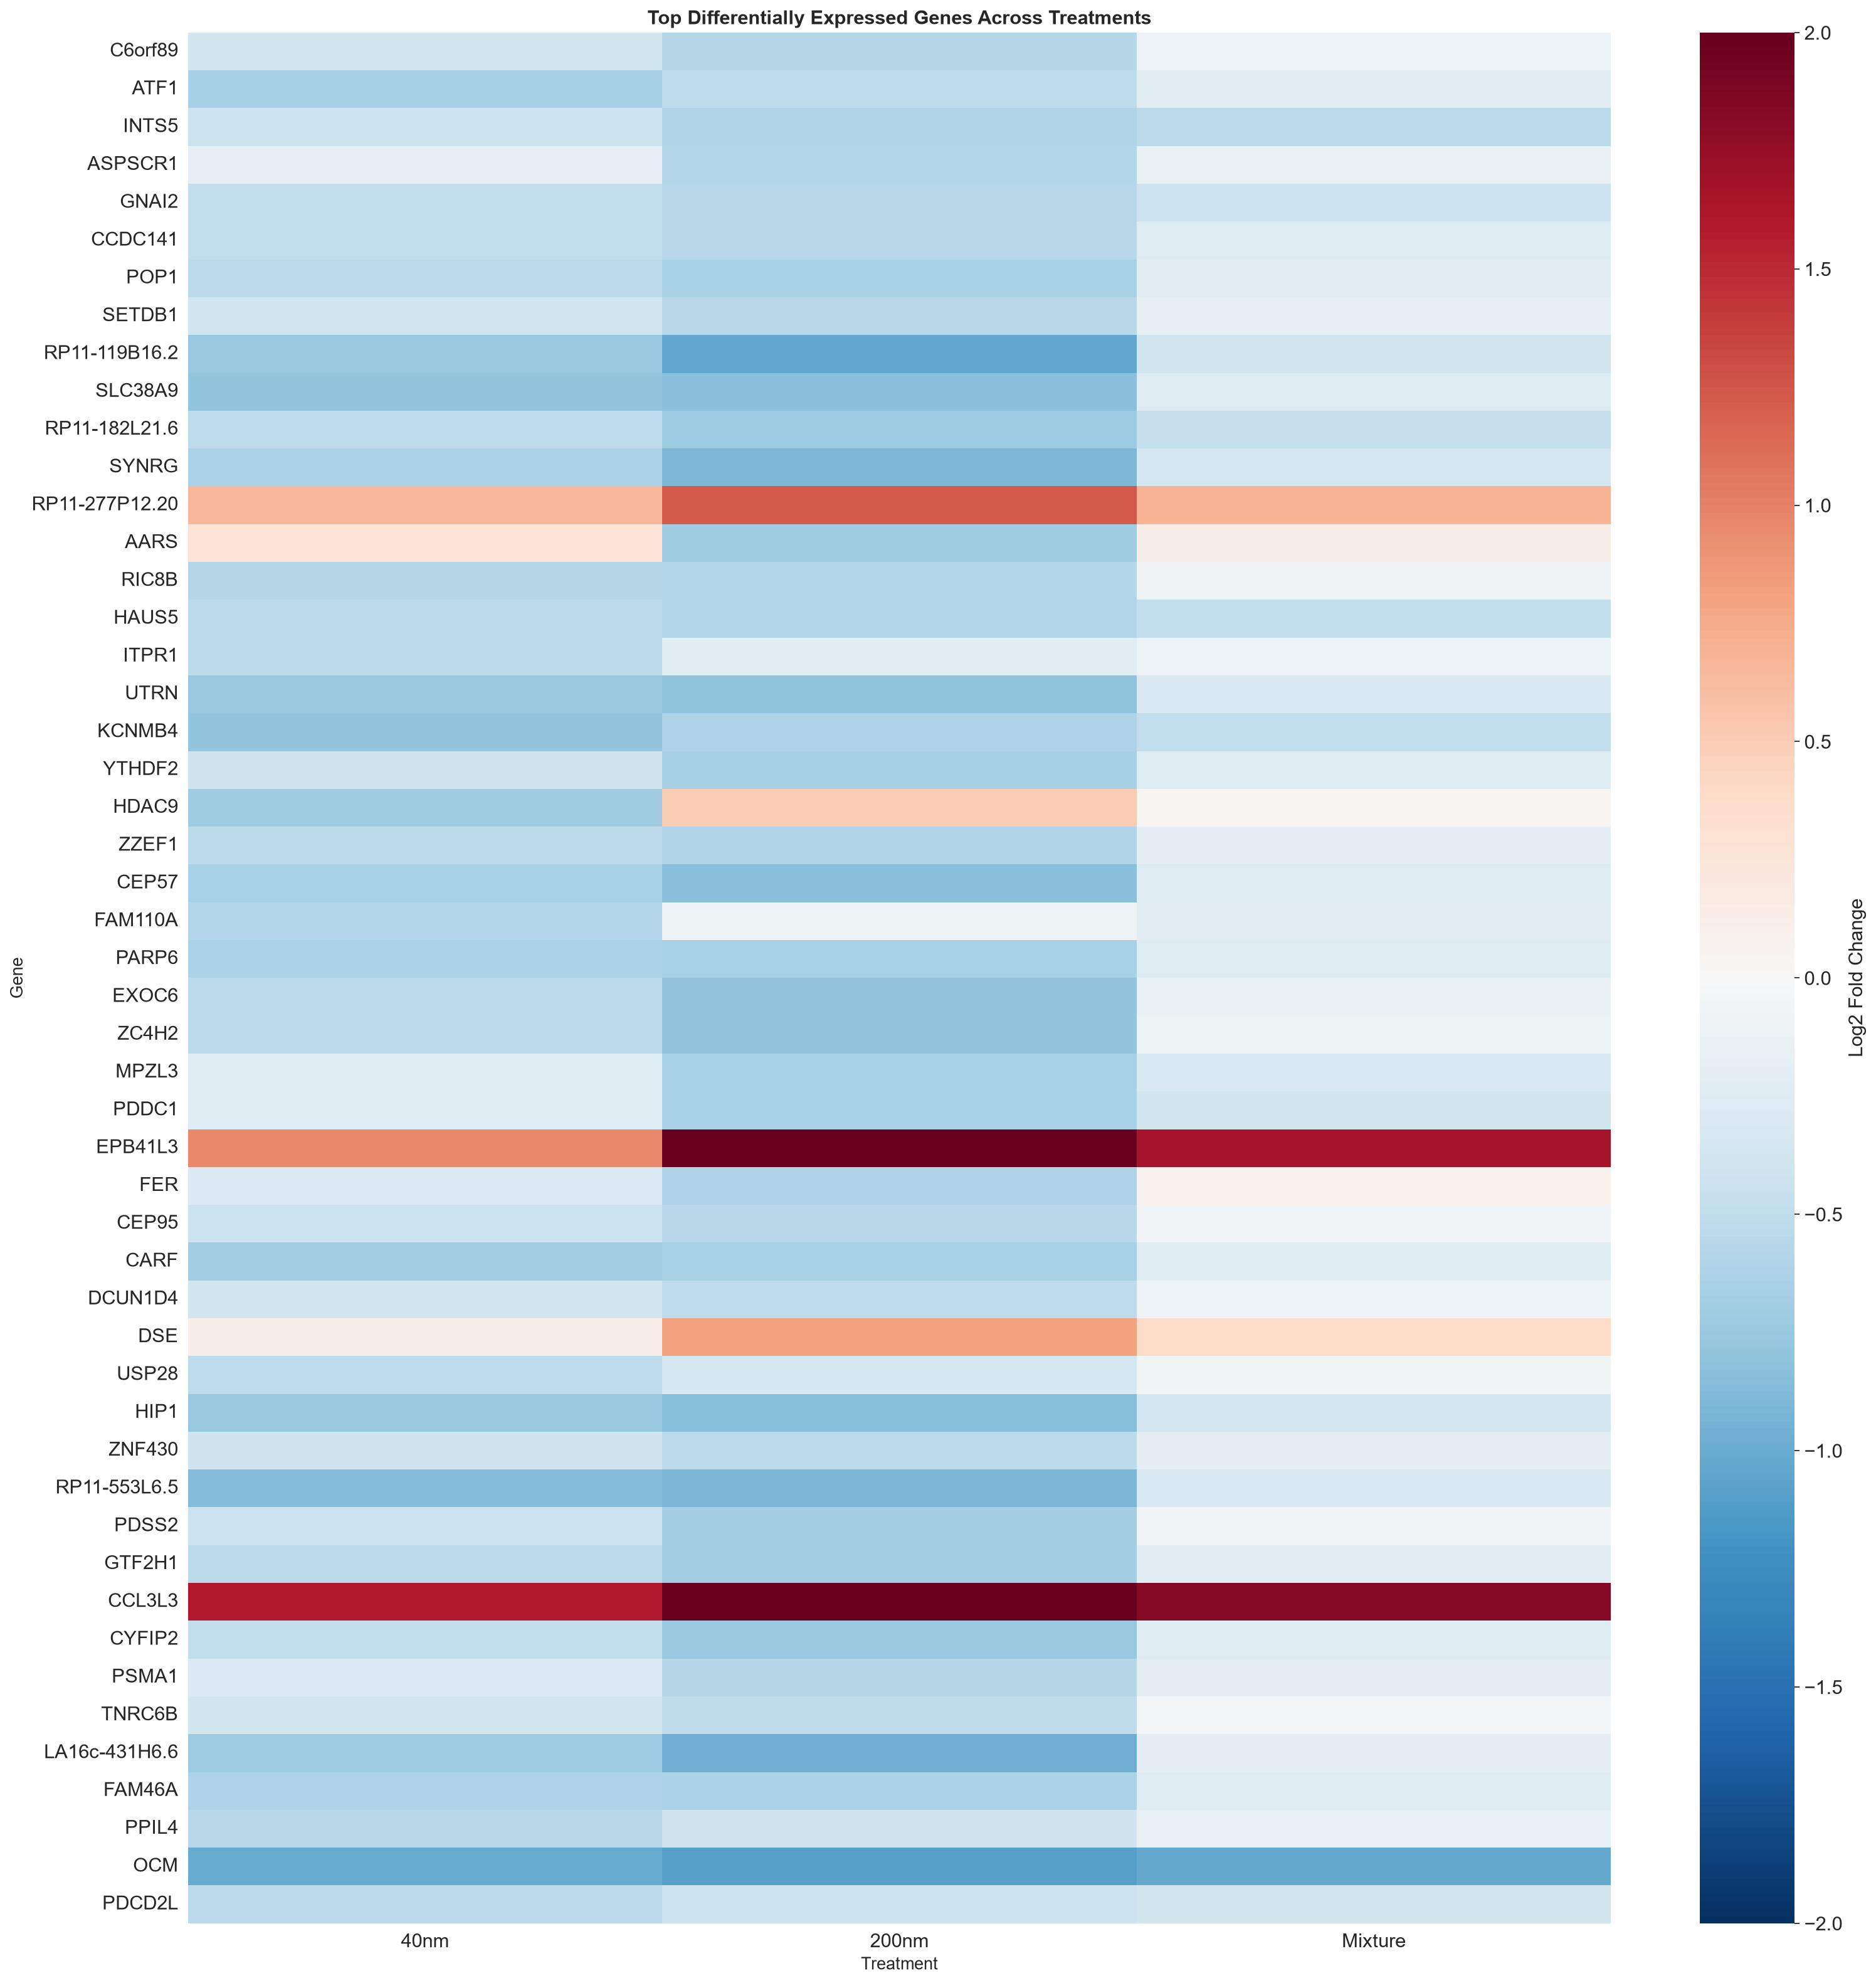 Top Differentially Expressed Genes Across Treatments
C6orf89
ATF1
INTS5
ASPSCR1
GNAI2
CCDC141
POP1
SETDB1
RP11-119B16.2
SLC38A9
RP11-182L21.6
SYNRG
RP11-277P12.20
AARS
RIC8B
HAUS5
ITPR1
UTRN
KCNMB4
YTHDF2
HDAC9
ZZEF1
CEP57
FAM110A
PARP6
EXOC6
ZC4H2
MPZL3
PDDC1
EPB41L3
FER
CEP95
CARF
DCUN1D4
DSE
USP28
HIP1
ZNF430
RP11-553L6.5
PDSS2
GTF2H1
CCL3L3
CYFIP2
PSMA1
TNRC6B
LA16c-431H6.6
FAM46A
PPIL4
OCM
PDCD2L
Gene
40nm
200nm
Mixture
Treatment
2.0
1.5
1.0
0.5
0.0
−0.5
−1.0
−1.5
−2.0
Log2 Fold Change